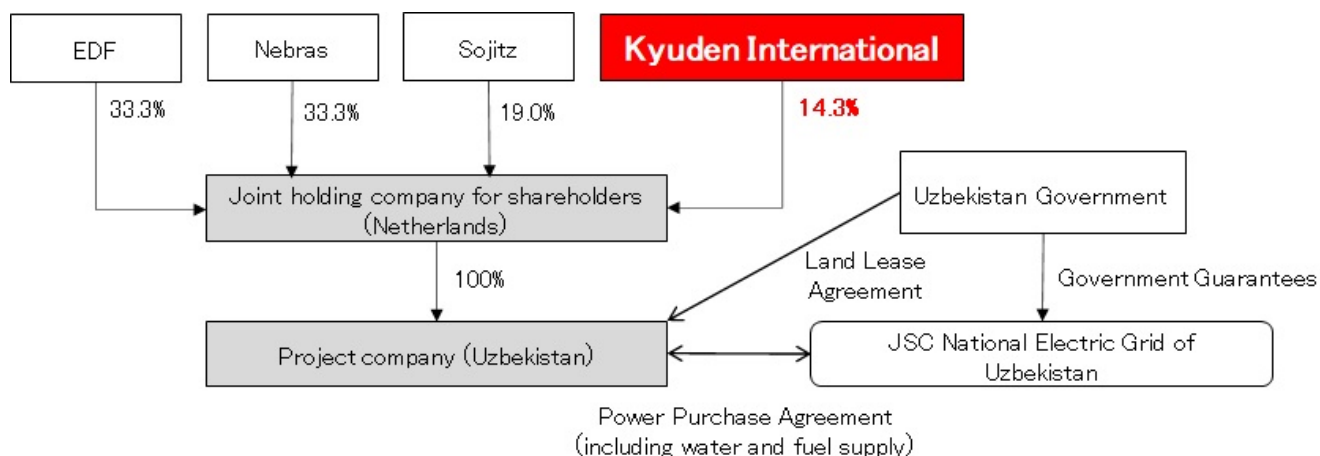 EDF
Nebras
Sojitz
Kyuden International
33.3%
33.3%
19.0%
14.3%
Joint holding company for shareholders
(Netherlands)
Uzbekistan Government
100%
Land Lease
Agreement
Government Guarantees
Project company (Uzbekistan)
JSC National Electric Grid of
Uzbekistan
Power Purchase Agreement
(including water and fuel supply)